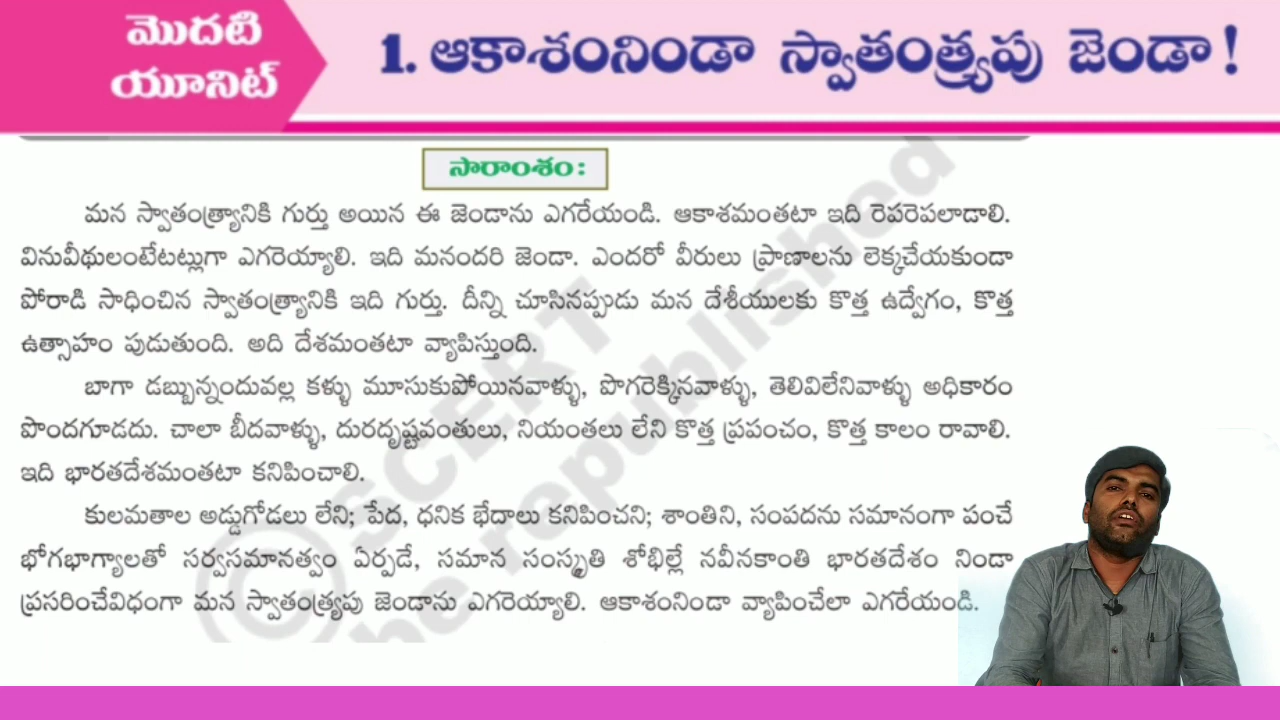 మొదటి
యూనిట్
1. ఆకాశంనిండా స్వాతంత్ర్యపు జెండా!
సారాంశం:
మన స్వాతంత్ర్యానికి గుర్తు అయిన ఈ జెండాను ఎగరేయండి. ఆకాశమంతటా ఇది రెపరెపలాడాలి.
వినువీథులంటేటట్లుగా ఎగరెయ్యాలి. ఇది మనందరి జెండా. ఎందరో వీరులు ప్రాణాలను లెక్కచేయకుండా
పోరాడి సాధించిన స్వాతంత్ర్యానికి ఇది గుర్తు. దీన్ని చూసినప్పుడు మన దేశీయులకు కొత్త ఉద్వేగం, కొత్త
ఉత్సాహం పుడుతుంది. అది దేశమంతటా వ్యాపిస్తుంది.
బాగా డబ్బున్నందువల్ల కళ్ళు మూసుకుపోయినవాళ్ళు, పొగరెక్కినవాళ్ళు, తెలివిలేనివాళ్ళు అధికారం
పొందగూడదు. చాలా బీదవాళ్ళు, దురదృష్టవంతులు, నియంతలు లేని కొత్త ప్రపంచం, కొత్త కాలం రావాలి.
ఇది భారతదేశమంతటా కనిపించాలి.
కులమతాల అడ్డుగోడలు లేని; పేద, ధనిక భేదాలు కనిపించని; శాంతిని, సంపదను సమానంగా పంచే
భోగభాగ్యాలతో సర్వసమానత్వం ఏర్పడే, సమాన సంస్కృతి శోభిల్లే నవీనకాంతి భారతదేశం నిండా
ప్రసరించేవిధంగా మన స్వాతంత్ర్యపు జెండాను ఎగరెయ్యాలి. ఆకాశంనిండా వ్యాపించేలా ఎగరేయండి.
© SCERT
be republished